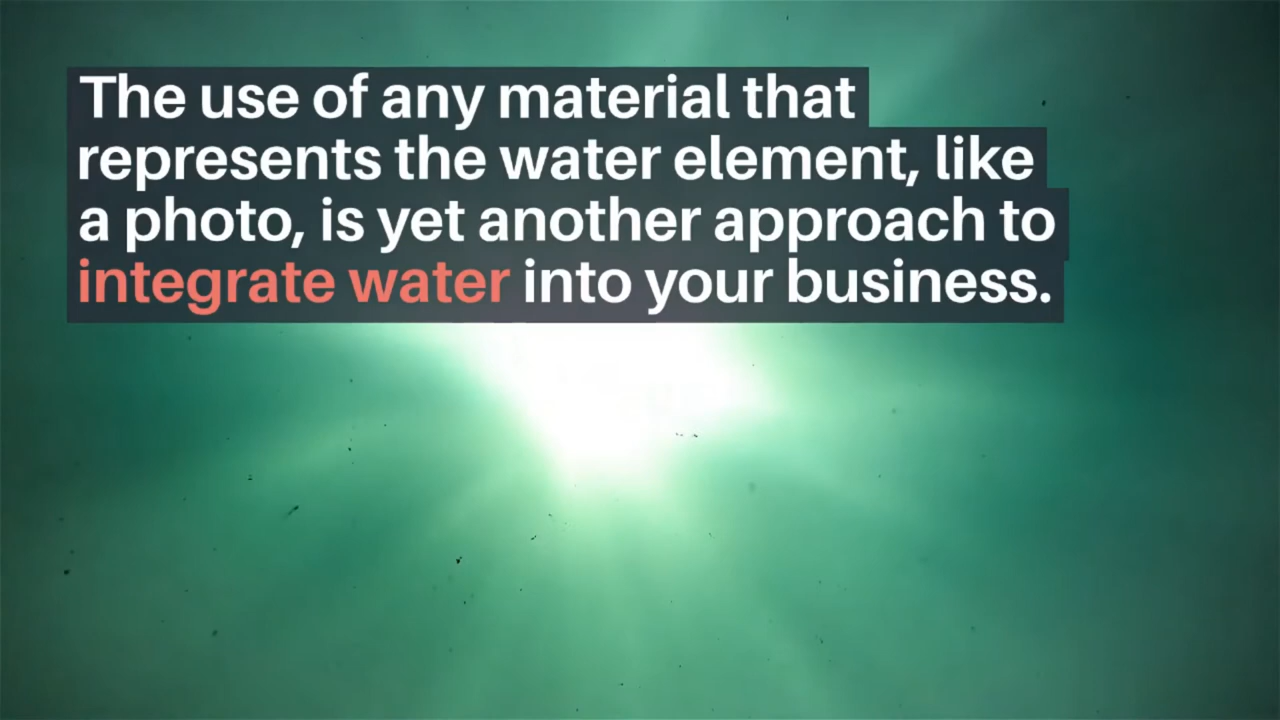 The use of any material that
represents the water element, like
a photo, is yet another approach to
integrate water into your business.